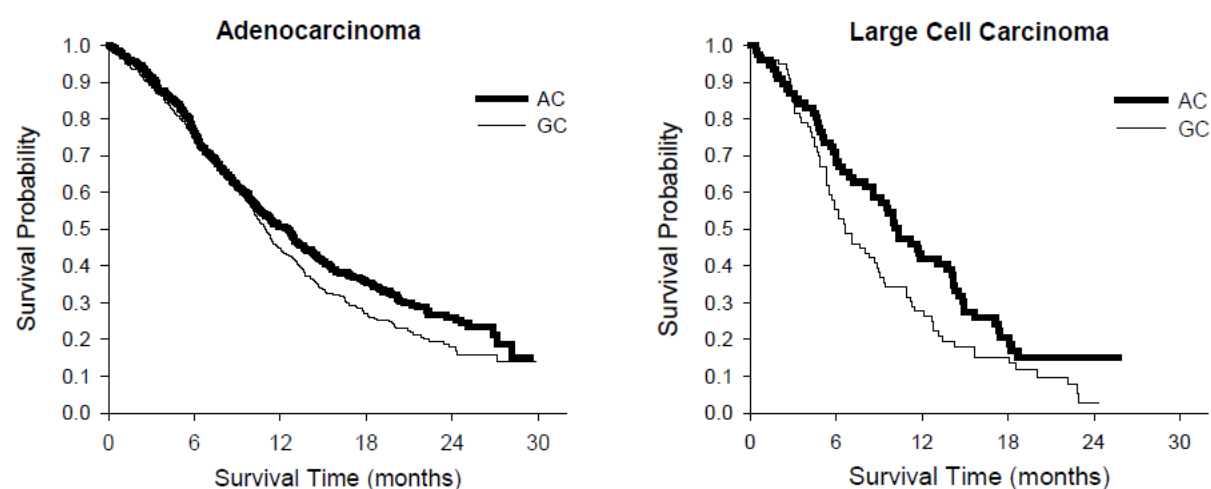 Adenocarcinoma
1.0
0.9
0.8
0.7
0.6
0.5
0.4
0.3
0.2
0.1
0.0
Survival Probability
AC
GC
0 6 12 18 24 30
Survival Time (months)
Large Cell Carcinoma
1.0
0.9
0.8
0.7
0.6
0.5
0.4
0.3
0.2
0.1
0.0
Survival Probability
AC
GC
0 6 12 18 24 30
Survival Time (months)